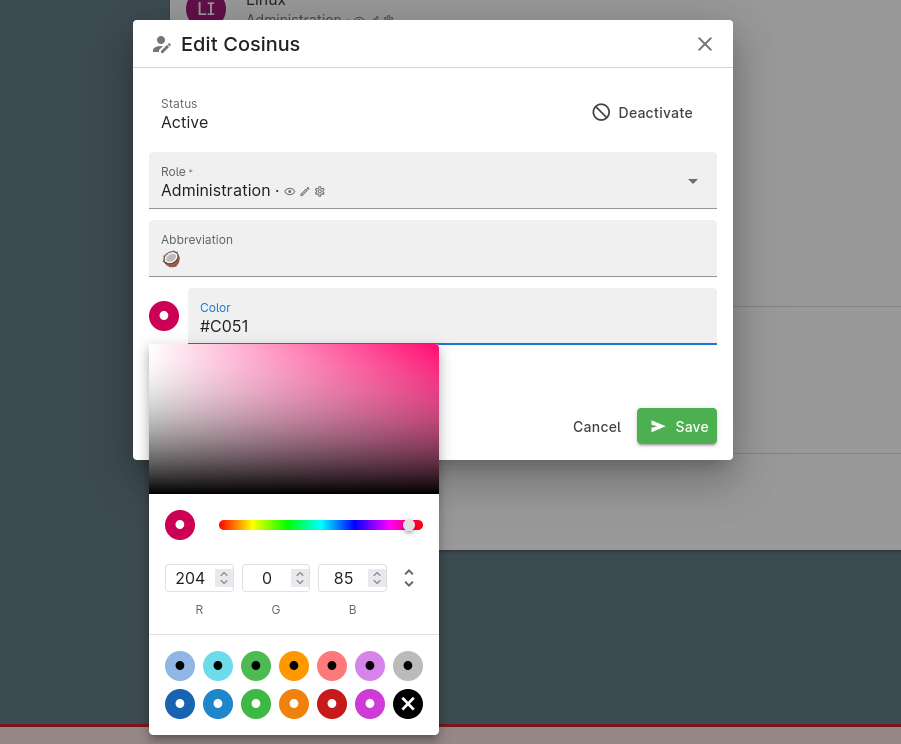 LI
Linux
Administration ·
Edit Cosinus
Status
Active
Deactivate
Role *
Administration ·
Abbreviation
🥥
Color
#C051
Cancel
Save
204
0
85
R
G
B